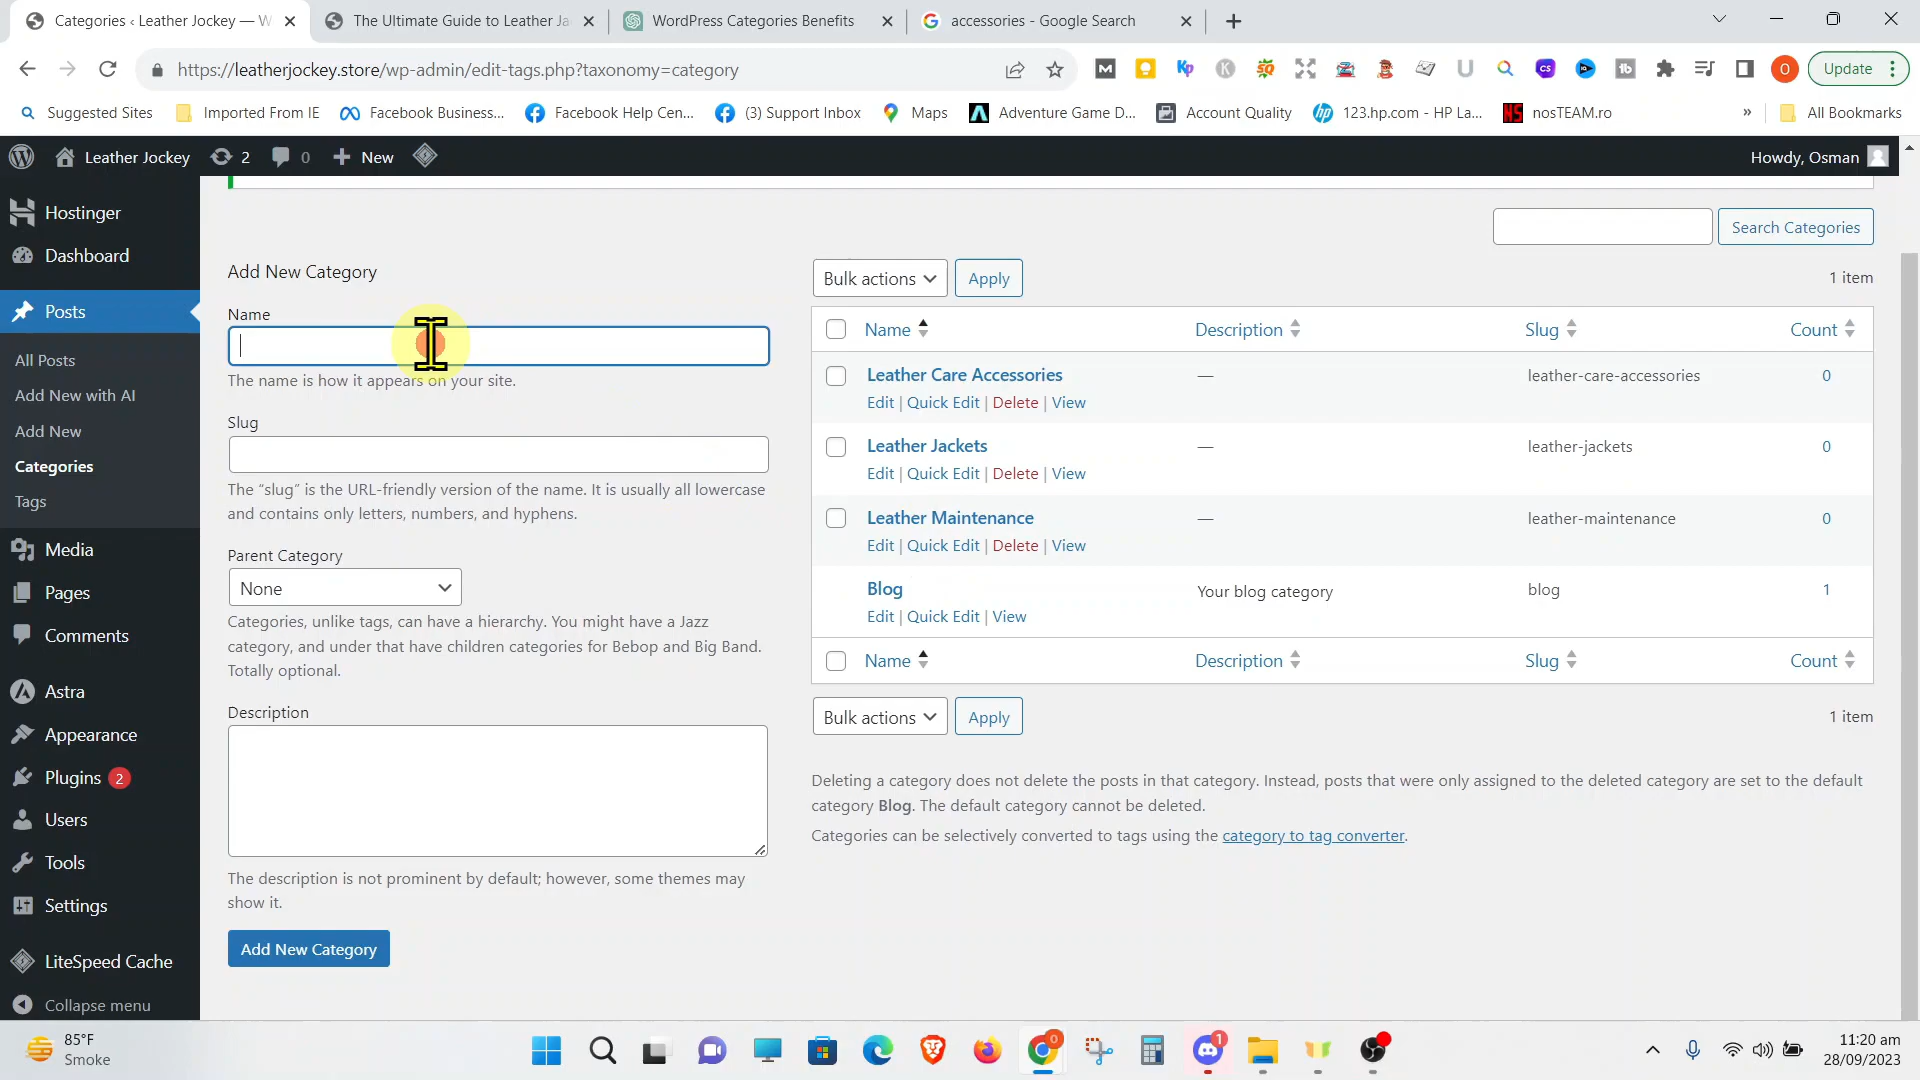 Categories ‹ Leather Jockey — W
The Ultimate Guide to Leather Ja
WordPress Categories Benefits
accessories - Google Search
https://leatherjockey.store/wp-admin/edit-tags.php?taxonomy=category
Update
Suggested Sites
Imported From IE
Facebook Business...
Facebook Help Cen...
(3) Support Inbox
Maps
Adventure Game D...
Account Quality
123.hp.com - HP La...
nosTEAM.ro
»
All Bookmarks
Leather Jockey
2
0
New
Howdy, Osman
Hostinger
Dashboard
Posts
All Posts
Add New with AI
Add New
Categories
Tags
Media
Pages
Comments
Astra
Appearance
Plugins 2
Users
Tools
Settings
LiteSpeed Cache
Collapse menu
Search Categories
Add New Category
Name
The name is how it appears on your site.
Slug
The “slug” is the URL-friendly version of the name. It is usually all lowercase
and contains only letters, numbers, and hyphens.
Parent Category
None
Categories, unlike tags, can have a hierarchy. You might have a Jazz
category, and under that have children categories for Bebop and Big Band.
Totally optional.
Description
The description is not prominent by default; however, some themes may
show it.
Add New Category
Bulk actions Apply 1 item
Name Description Slug Count
Leather Care Accessories — leather-care-accessories 0
Edit | Quick Edit | Delete | View
Leather Jackets — leather-jackets 0
Edit | Quick Edit | Delete | View
Leather Maintenance — leather-maintenance 0
Edit | Quick Edit | Delete | View
Blog Your blog category blog 1
Edit | Quick Edit | View
Name Description Slug Count
Bulk actions Apply 1 item
Deleting a category does not delete the posts in that category. Instead, posts that were only assigned to the deleted category are set to the default
category Blog. The default category cannot be deleted.
Categories can be selectively converted to tags using the category to tag converter.
85°F
Smoke
11:20 am
28/09/2023